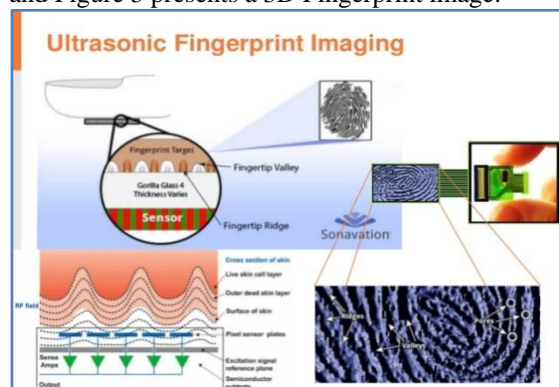 and Figure 3 presents a 3D Fingerprint image.
Ultrasonic Fingerprint Imaging
Fingerprint Target
Fingertip Valley
Gorilla Glass 4
Thickness Varies
Sensor
Fingertip Ridge
Sonavation
Cross section of skin
Live skin cell layer
Outer dead skin layer
RF field
Surface of skin
Pixel sensor plates
Sense
Amps
Excitation signal
reference plane
Semiconductor
substrate
Output
Ridges
Pores
Valleys